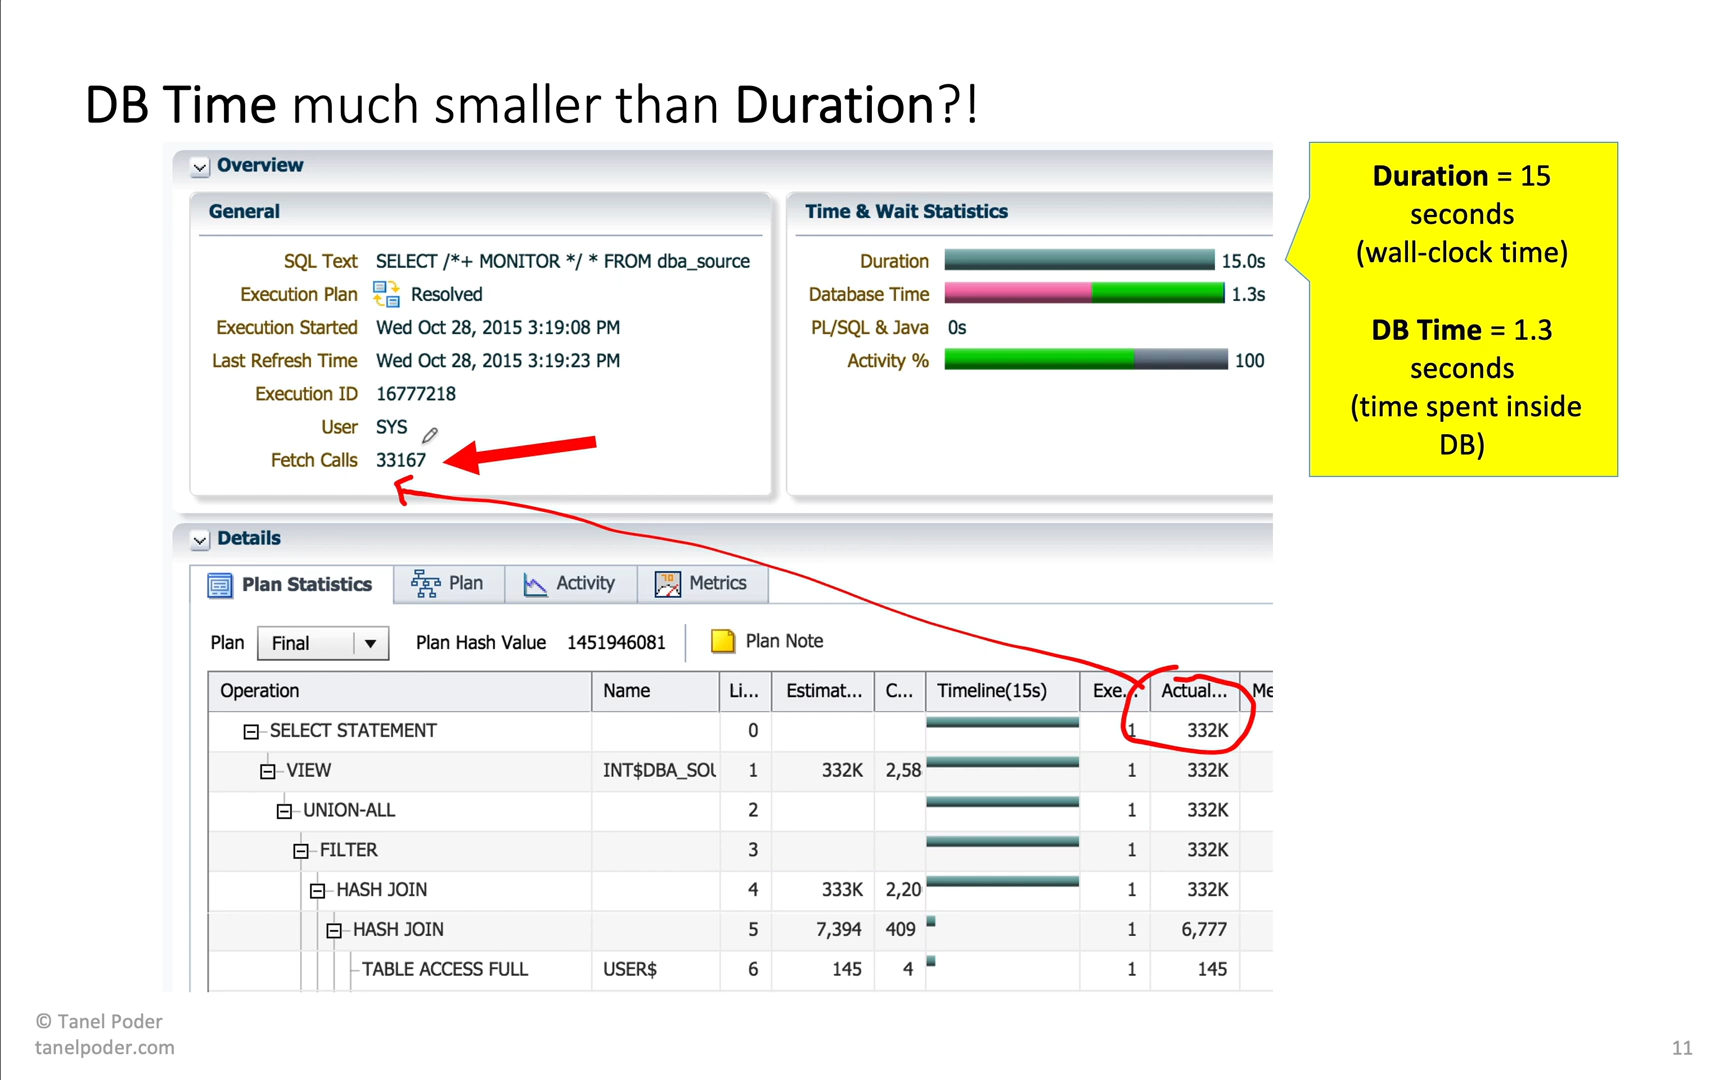 DB Time much smaller than Duration?!
Overview
General
SQL Text SELECT /*+ MONITOR */ * FROM dba_source
Execution Plan Resolved
Execution Started Wed Oct 28, 2015 3:19:08 PM
Last Refresh Time Wed Oct 28, 2015 3:19:23 PM
Execution ID 16777218
User SYS
Fetch Calls 33167
Time & Wait Statistics
Duration 15.0s
Database Time 1.3s
PL/SQL & Java 0s
Activity % 100
Duration = 15
seconds
(wall-clock time)
DB Time = 1.3
seconds
(time spent inside
DB)
Details
Plan Statistics Plan Activity Metrics
Plan Final Plan Hash Value 1451946081 Plan Note
Operation Name Li... Estimat... C... Timeline(15s) Exe... Actual... Me
SELECT STATEMENT 0 1 332K
VIEW INT$DBA_SOU 1 332K 2,58 1 332K
UNION-ALL 2 1 332K
FILTER 3 1 332K
HASH JOIN 4 333K 2,20 1 332K
HASH JOIN 5 7,394 409 1 6,777
TABLE ACCESS FULL USER$ 6 145 4 1 145
© Tanel Poder
tanelpoder.com
11